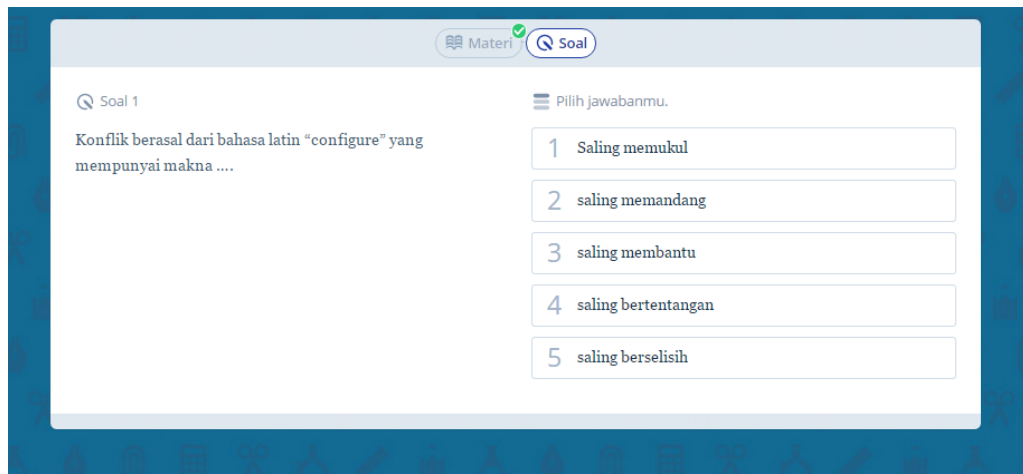 Materi
Soal
Soal 1
Konflik berasal dari bahasa latin “configure” yang
mempunyai makna ....
Pilih jawabanmu.
1 Saling memukul
2 saling memandang
3 saling membantu
4 saling bertentangan
5 saling berselisih